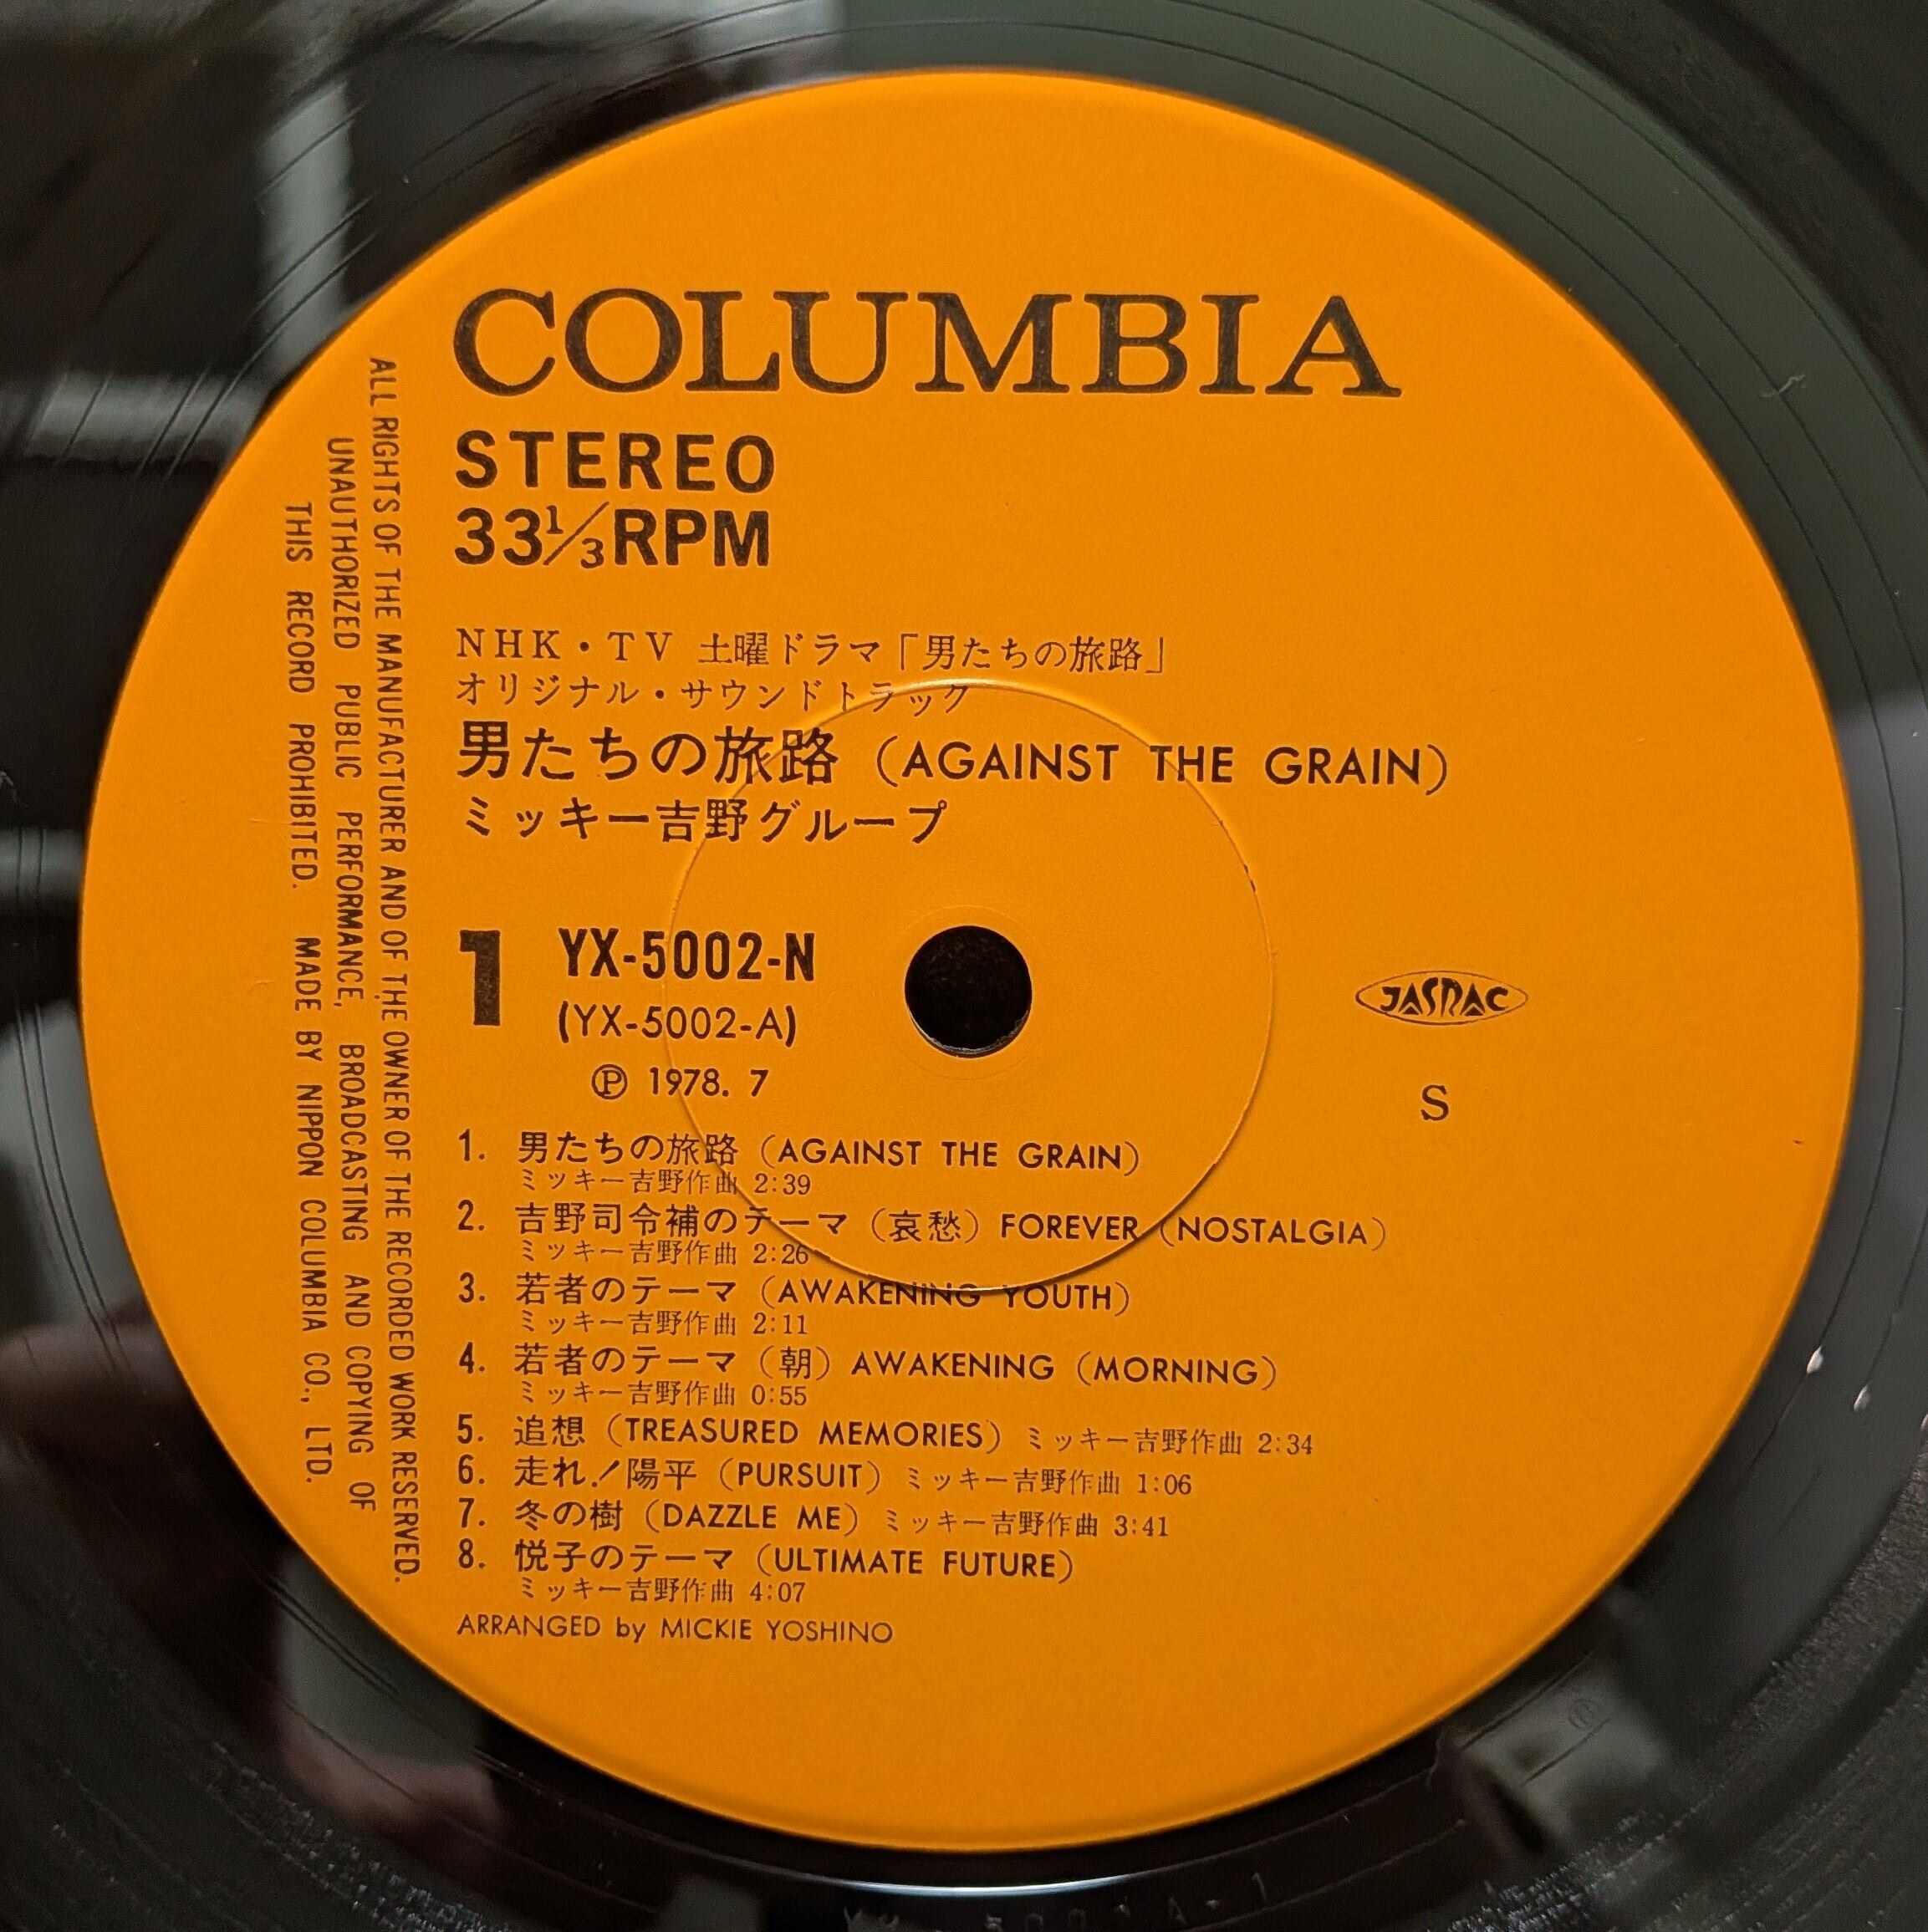 COLUMBIA
STEREO
33 1/3 RPM
NHK・TV 土曜ドラマ「男たちの旅路」
オリジナル・サウンドトラック
男たちの旅路 (AGAINST THE GRAIN)
ミッキー吉野グループ
1 YX-5002-N
(YX-5002-A)
Ⓟ 1978. 7
JASRAC
S
1. 男たちの旅路 (AGAINST THE GRAIN)
ミッキー吉野作曲 2:39
2. 吉野司令補のテーマ (哀愁) FOREVER (NOSTALGIA)
ミッキー吉野作曲 2:26
3. 若者のテーマ (AWAKENING YOUTH)
ミッキー吉野作曲 2:11
4. 若者のテーマ (朝) AWAKENING (MORNING)
ミッキー吉野作曲 0:55
5. 追想 (TREASURED MEMORIES) ミッキー吉野作曲 2:34
6. 走れ！陽平 (PURSUIT) ミッキー吉野作曲 1:06
7. 冬の樹 (DAZZLE ME) ミッキー吉野作曲 3:41
8. 悦子のテーマ (ULTIMATE FUTURE)
ミッキー吉野作曲 4:07
ARRANGED by MICKIE YOSHINO
ALL RIGHTS OF THE MANUFACTURER AND OF THE OWNER OF THE RECORDED WORK RESERVED.
UNAUTHORIZED PUBLIC PERFORMANCE, BROADCASTING AND COPYING OF
THIS RECORD PROHIBITED. MADE BY NIPPON COLUMBIA CO., LTD.